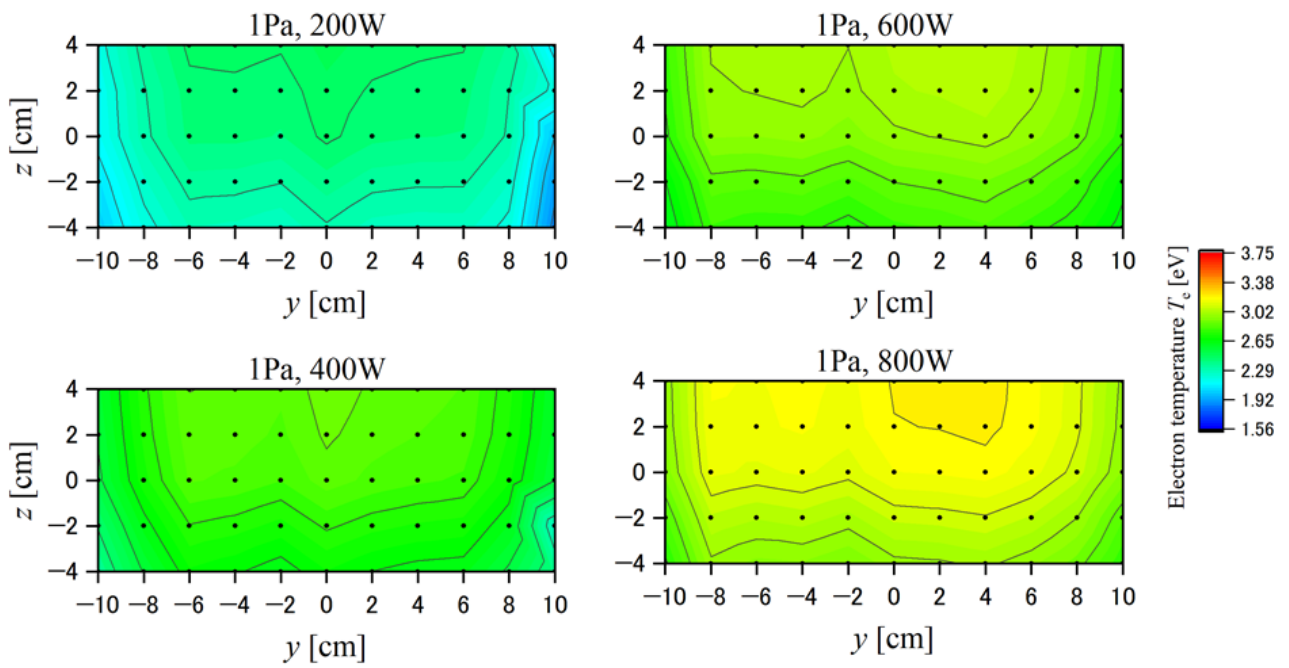 1Pa, 200W
4
2
0
−2
−4
z [cm]
−10 −8 −6 −4 −2 0 2 4 6 8 10
y [cm]
1Pa, 600W
4
2
0
−2
−4
−10 −8 −6 −4 −2 0 2 4 6 8 10
y [cm]
1Pa, 400W
4
2
0
−2
−4
z [cm]
−10 −8 −6 −4 −2 0 2 4 6 8 10
y [cm]
1Pa, 800W
4
2
0
−2
−4
−10 −8 −6 −4 −2 0 2 4 6 8 10
y [cm]
Electron temperature Te [eV]
3.75
3.38
3.02
2.65
2.29
1.92
1.56